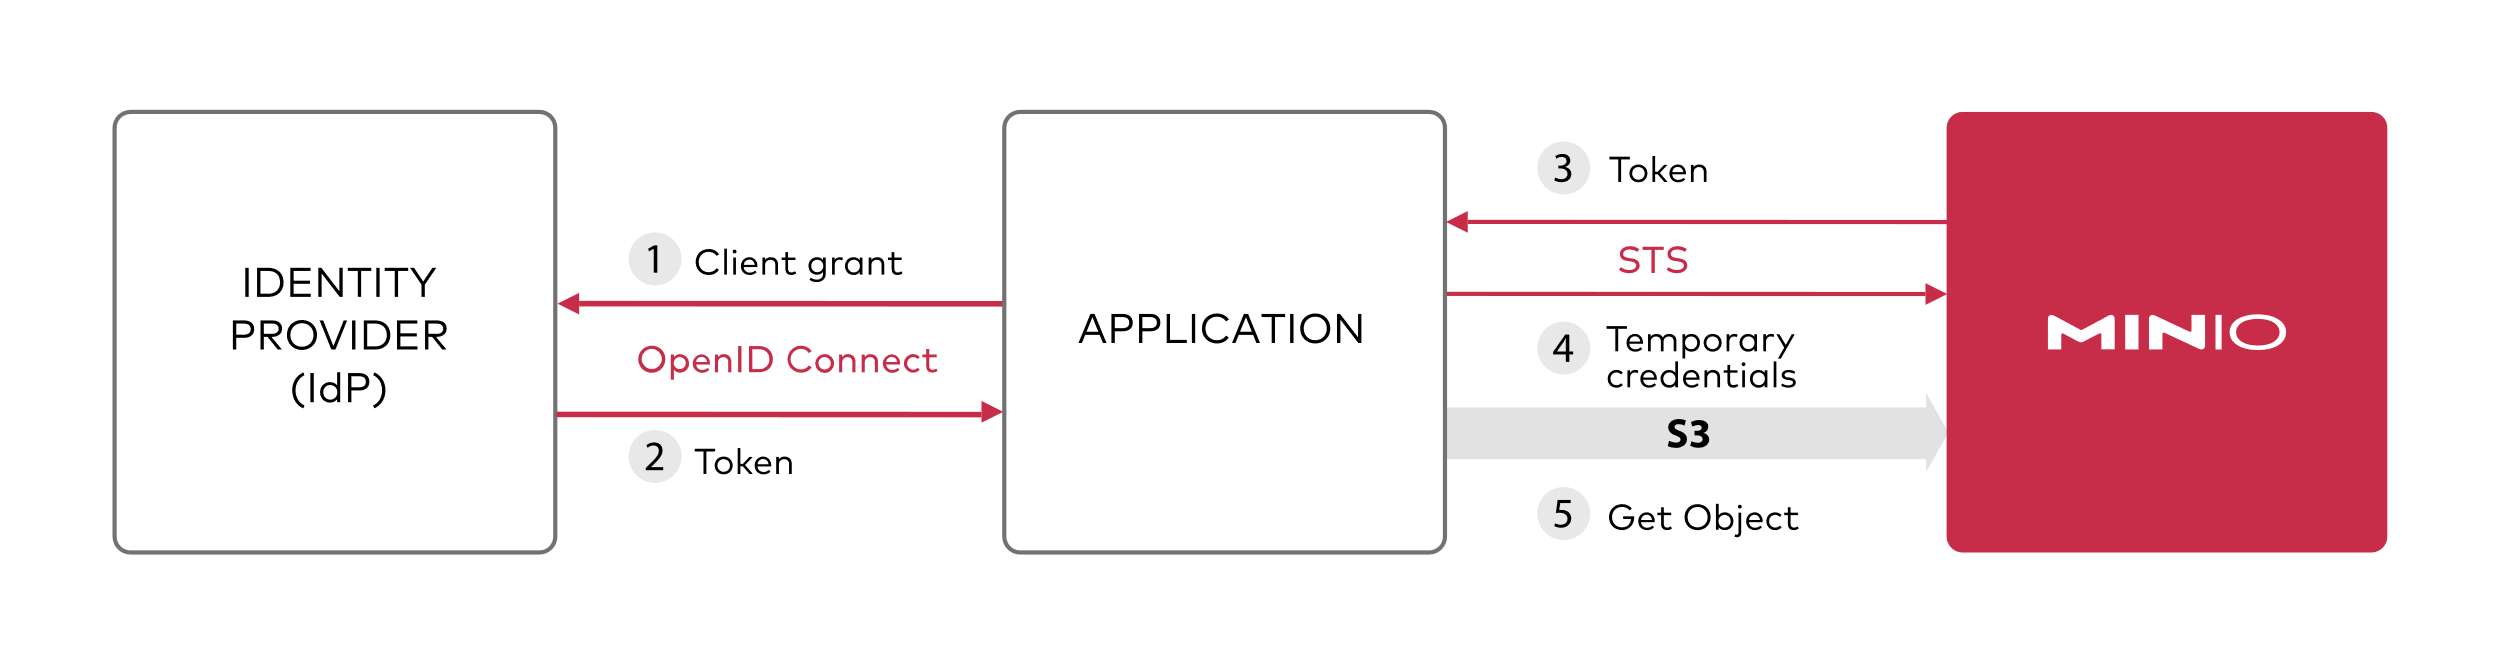 IDENTITY
PROVIDER
(IdP)
1 Client grant
OpenID Connect
2 Token
APPLICATION
3 Token
STS
4 Temporary
credentials
S3
5 Get Object
MINIO